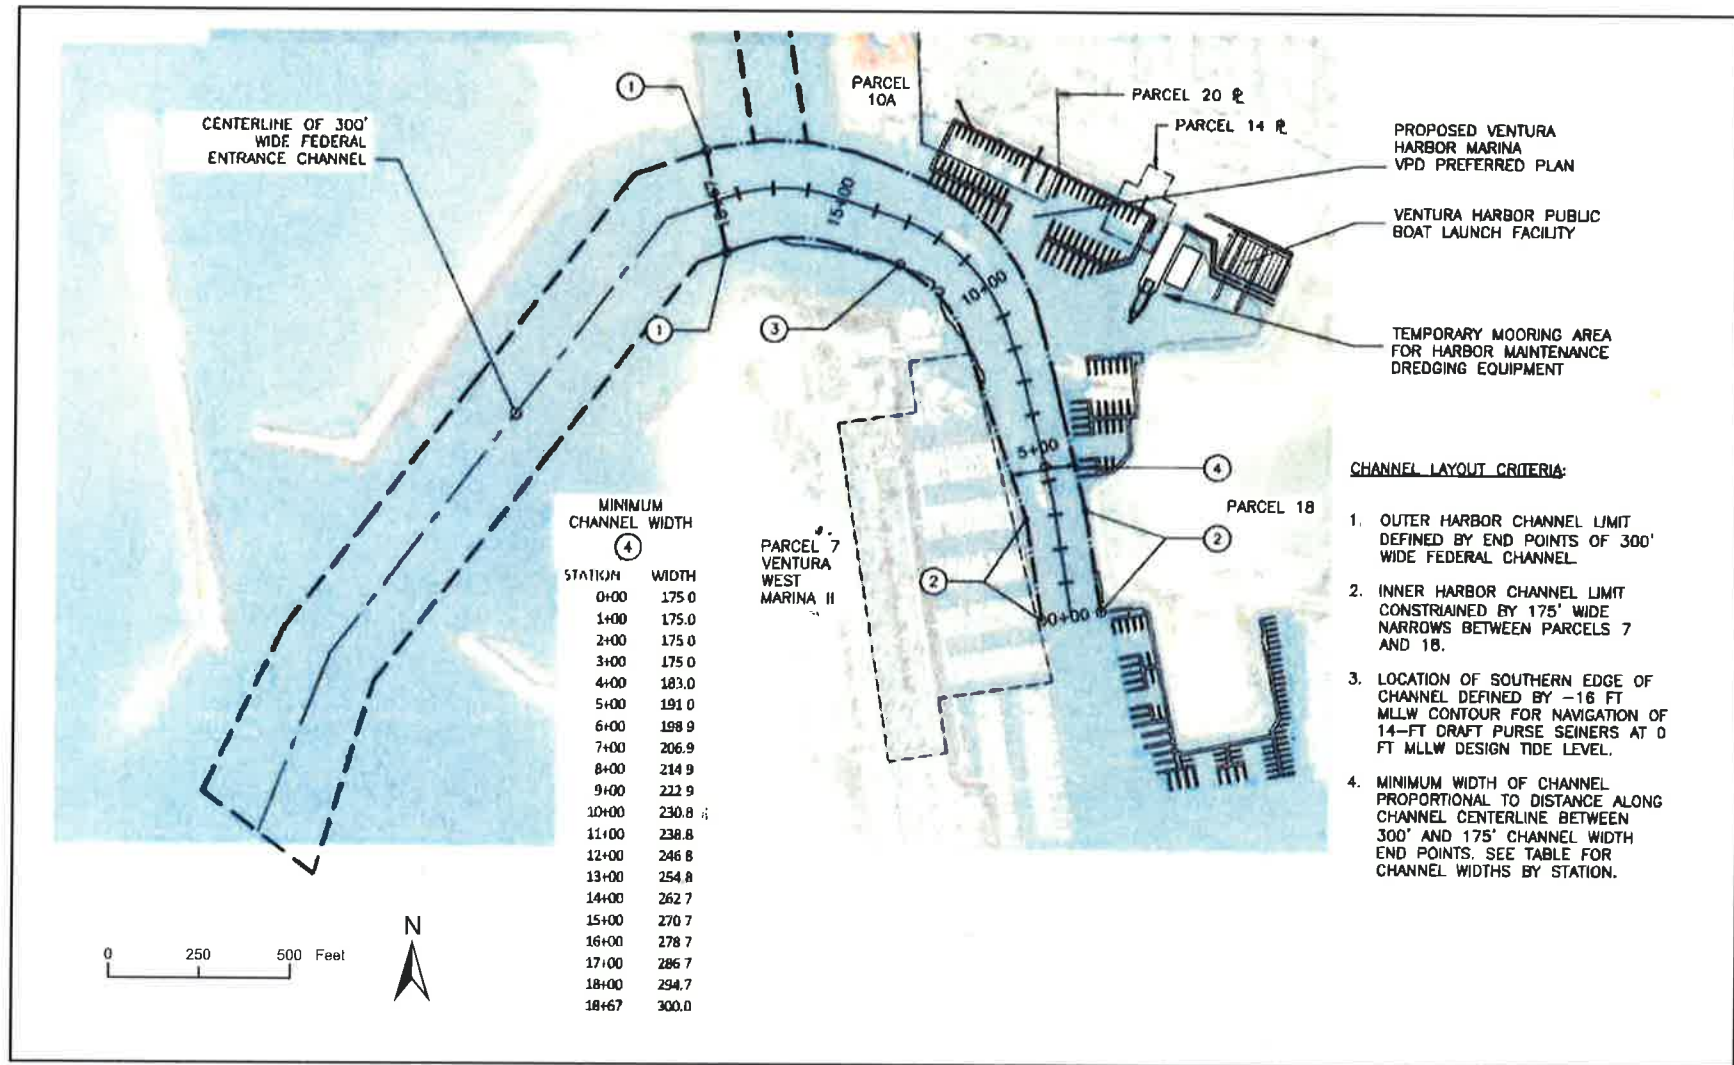 CENTERLINE OF 300'
WIDE FEDERAL
ENTRANCE CHANNEL
1
PARCEL
10A
PARCEL 20 ⅊
PARCEL 14 ⅊
PROPOSED VENTURA
HARBOR MARINA
VPD PREFERRED PLAN
VENTURA HARBOR PUBLIC
BOAT LAUNCH FACILITY
TEMPORARY MOORING AREA
FOR HARBOR MAINTENANCE
DREDGING EQUIPMENT
18+67
15+00
10+00
5+00
00+00
1
3
4
PARCEL 18
2
2
PARCEL 7
VENTURA
WEST
MARINA II
MINIMUM
CHANNEL WIDTH
4
STATION WIDTH
0+00 175.0
1+00 175.0
2+00 175.0
3+00 175.0
4+00 183.0
5+00 191.0
6+00 198.9
7+00 206.9
8+00 214.9
9+00 222.9
10+00 230.8
11+00 238.8
12+00 246.8
13+00 254.8
14+00 262.7
15+00 270.7
16+00 278.7
17+00 286.7
18+00 294.7
18+67 300.0
CHANNEL LAYOUT CRITERIA:
1. OUTER HARBOR CHANNEL LIMIT
DEFINED BY END POINTS OF 300'
WIDE FEDERAL CHANNEL.
2. INNER HARBOR CHANNEL LIMIT
CONSTRIANED BY 175' WIDE
NARROWS BETWEEN PARCELS 7
AND 18.
3. LOCATION OF SOUTHERN EDGE OF
CHANNEL DEFINED BY -16 FT
MLLW CONTOUR FOR NAVIGATION OF
14-FT DRAFT PURSE SEINERS AT 0
FT MLLW DESIGN TIDE LEVEL.
4. MINIMUM WIDTH OF CHANNEL
PROPORTIONAL TO DISTANCE ALONG
CHANNEL CENTERLINE BETWEEN
300' AND 175' CHANNEL WIDTH
END POINTS. SEE TABLE FOR
CHANNEL WIDTHS BY STATION.
0 250 500 Feet
N